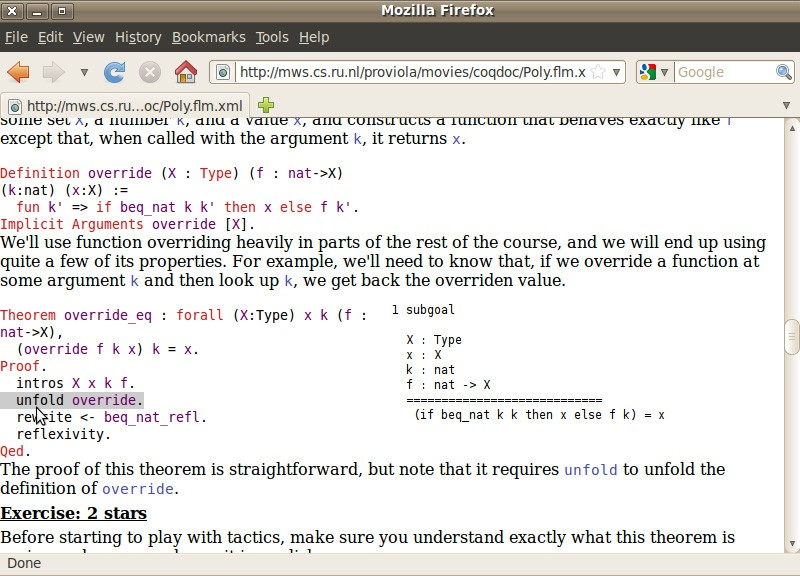 Mozilla Firefox
File Edit View History Bookmarks Tools Help
http://mws.cs.ru.nl/proviola/movies/coqdoc/Poly.flm.x
Google
http://mws.cs.ru...oc/Poly.flm.xml
some set X, a number k, and a value x, and constructs a function that behaves exactly like f
except that, when called with the argument k, it returns x.
Definition override (X : Type) (f : nat->X)
(k:nat) (x:X) :=
fun k' => if beq_nat k k' then x else f k'.
Implicit Arguments override [X].
We'll use function overriding heavily in parts of the rest of the course, and we will end up using
quite a few of its properties. For example, we'll need to know that, if we override a function at
some argument k and then look up k, we get back the overriden value.
Theorem override_eq : forall (X:Type) x k (f :
nat->X),
(override f k x) k = x.
Proof.
intros X x k f.
unfold override.
rewrite <- beq_nat_refl.
reflexivity.
Qed.
1 subgoal
X : Type
x : X
k : nat
f : nat -> X
============================
(if beq_nat k k then x else f k) = x
The proof of this theorem is straightforward, but note that it requires unfold to unfold the
definition of override.
Exercise: 2 stars
Before starting to play with tactics, make sure you understand exactly what this theorem is
Done